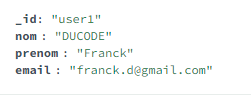 _id: "user1"
nom : "DUCODE"
prenom : "Franck"
email : "franck.d@gmail.com"